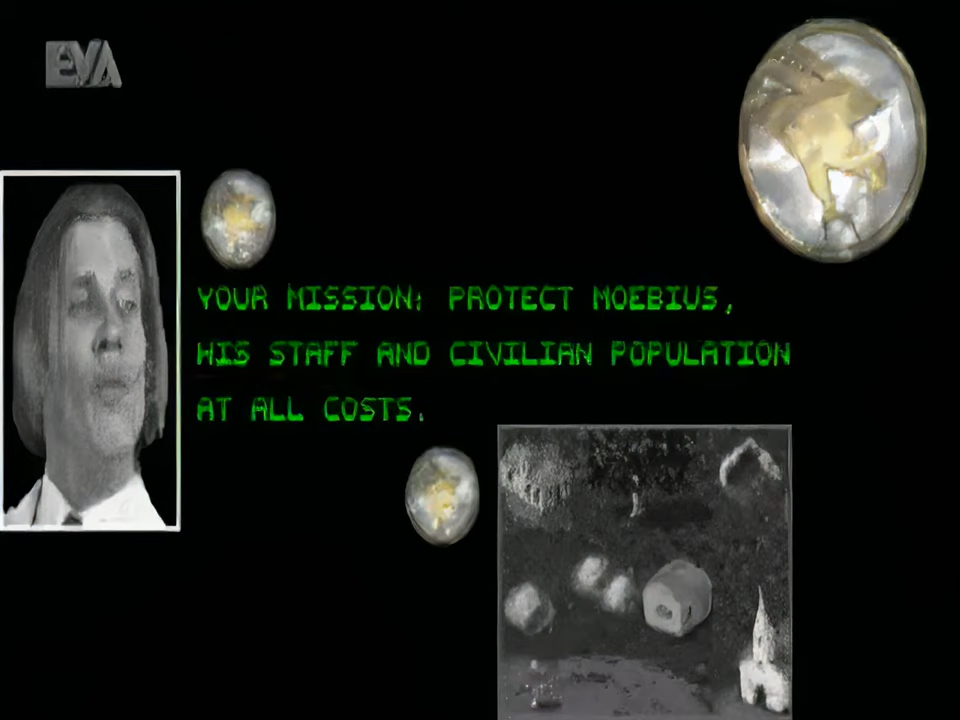 EVA
YOUR MISSION: PROTECT MOEBIUS,
HIS STAFF AND CIVILIAN POPULATION
AT ALL COSTS.